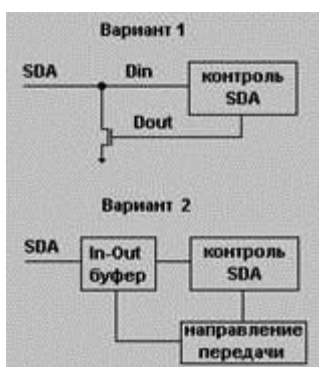 Вариант 1
SDA Din контроль
SDA
Dout
Вариант 2
SDA In-Out контроль
буфер SDA
направление
передачи